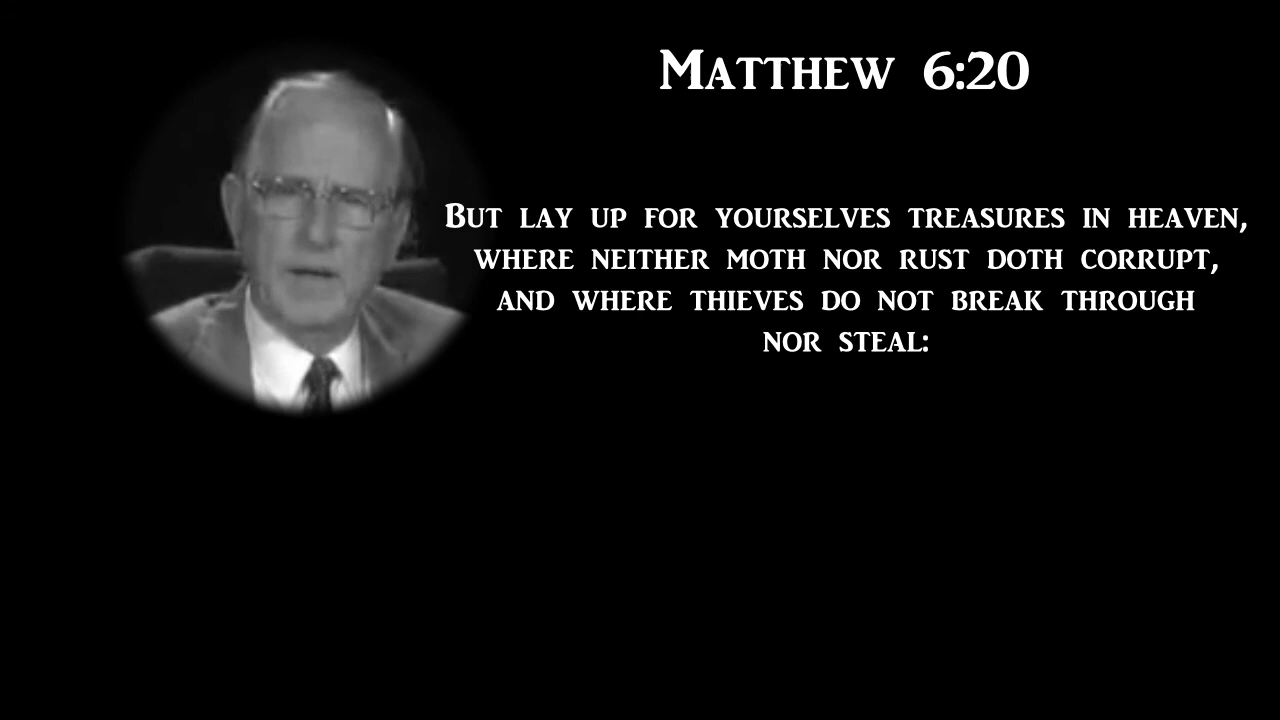 Matthew 6:20
But lay up for yourselves treasures in heaven,
where neither moth nor rust doth corrupt,
and where thieves do not break through
nor steal: